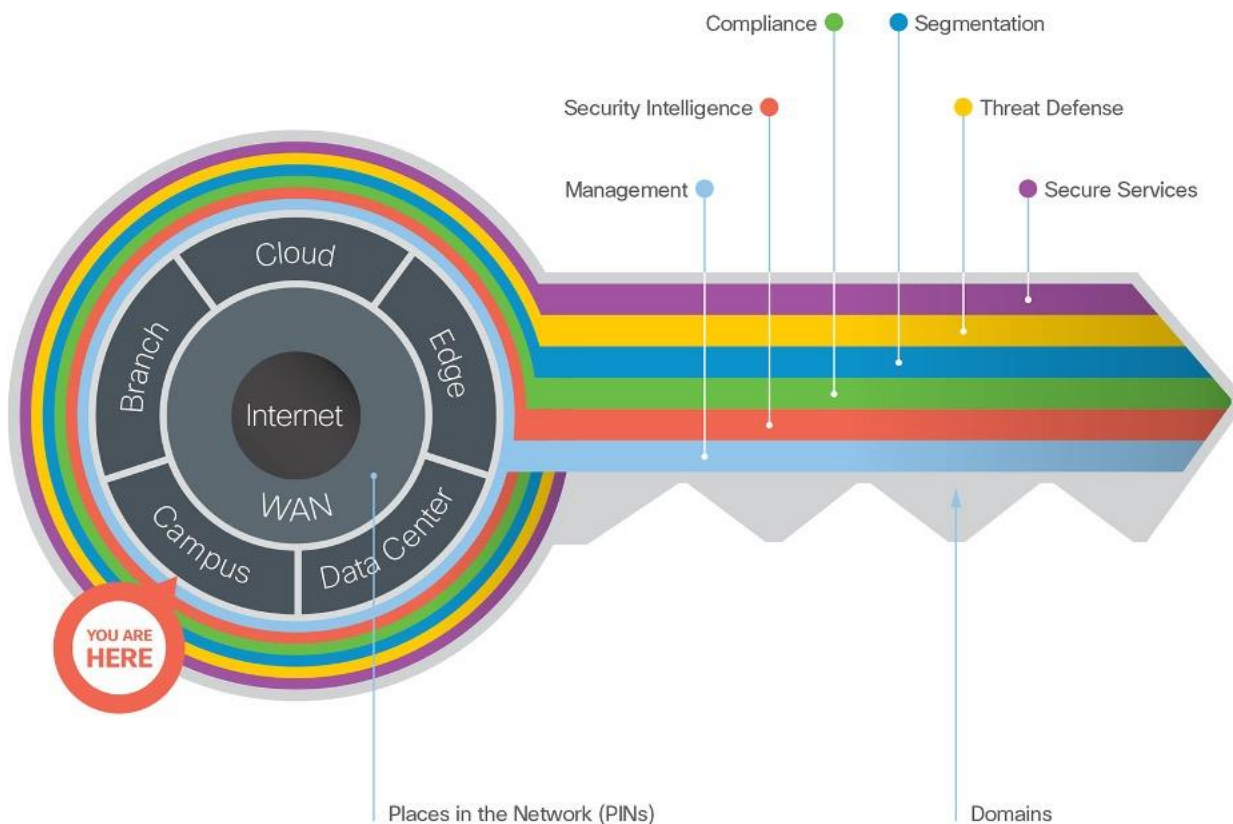 Compliance
Segmentation
Security Intelligence
Threat Defense
Management
Secure Services
Cloud
Branch
Edge
Internet
WAN
Campus
Data Center
YOU ARE
HERE
Places in the Network (PINs)
Domains